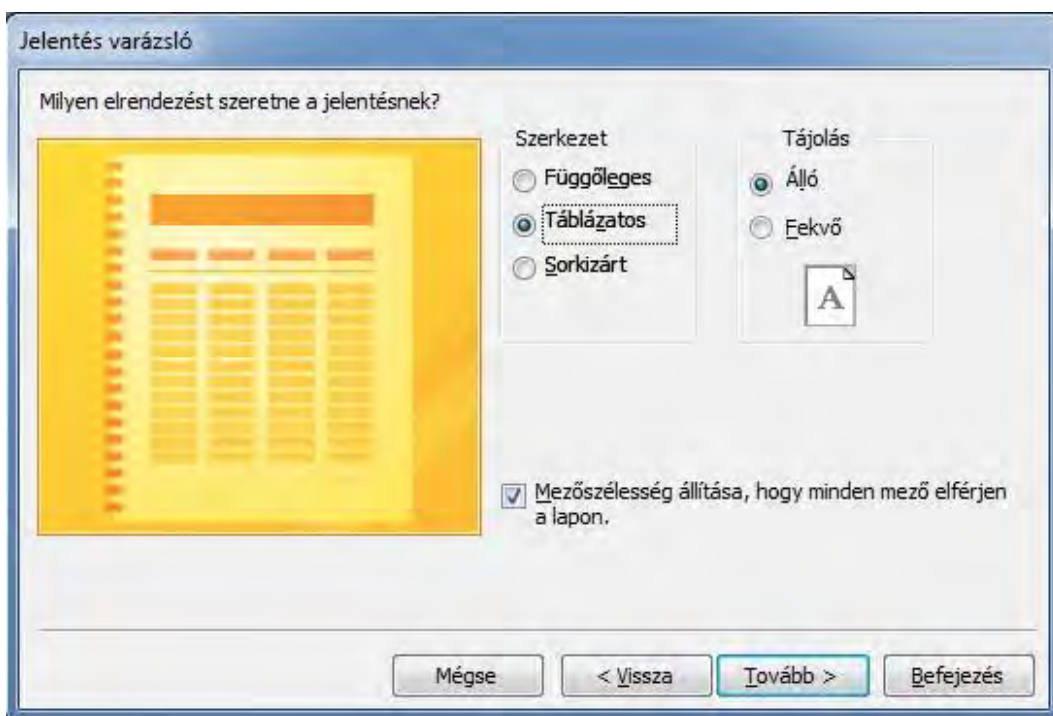 Jelentés varázsló
Milyen elrendezést szeretne a jelentésnek?
Szerkezet
Függőleges
Táblázatos
Sorkizárt
Tájolás
Álló
Fekvő
A
Mezőszélesség állítása, hogy minden mező elférjen
a lapon.
Mégse
< Vissza
Tovább >
Befejezés